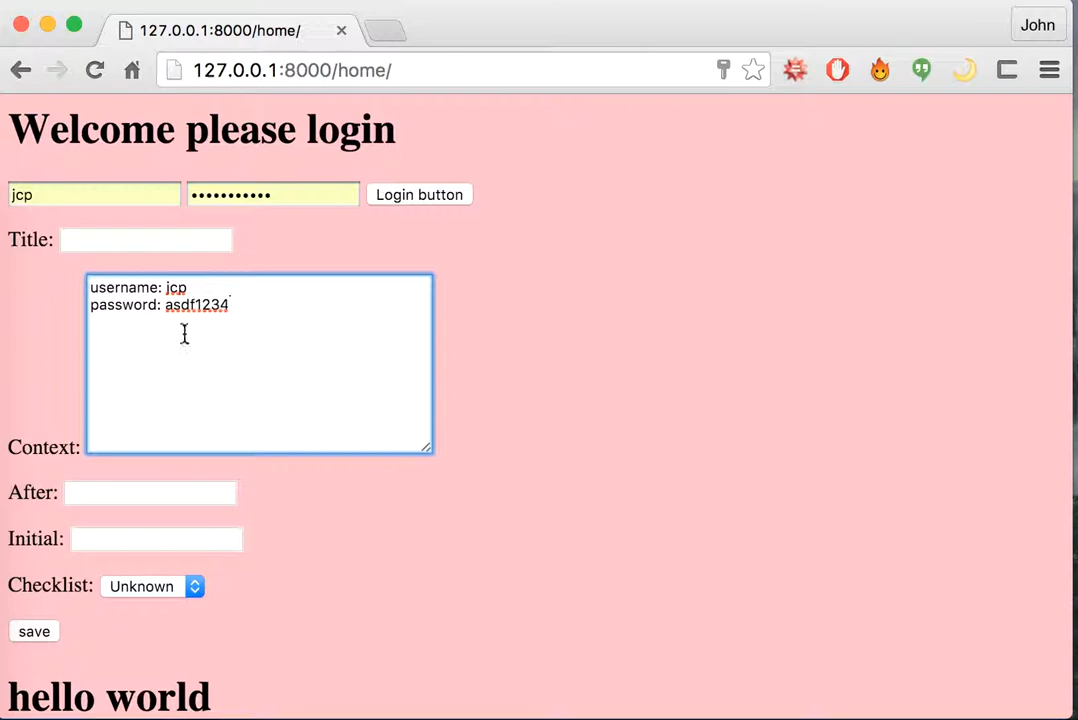 127.0.0.1:8000/home/
John
127.0.0.1:8000/home/
Welcome please login
jcp ••••••••••• Login button
Title:
username: jcp
password: asdf1234
Context:
After:
Initial:
Checklist: Unknown
save
hello world